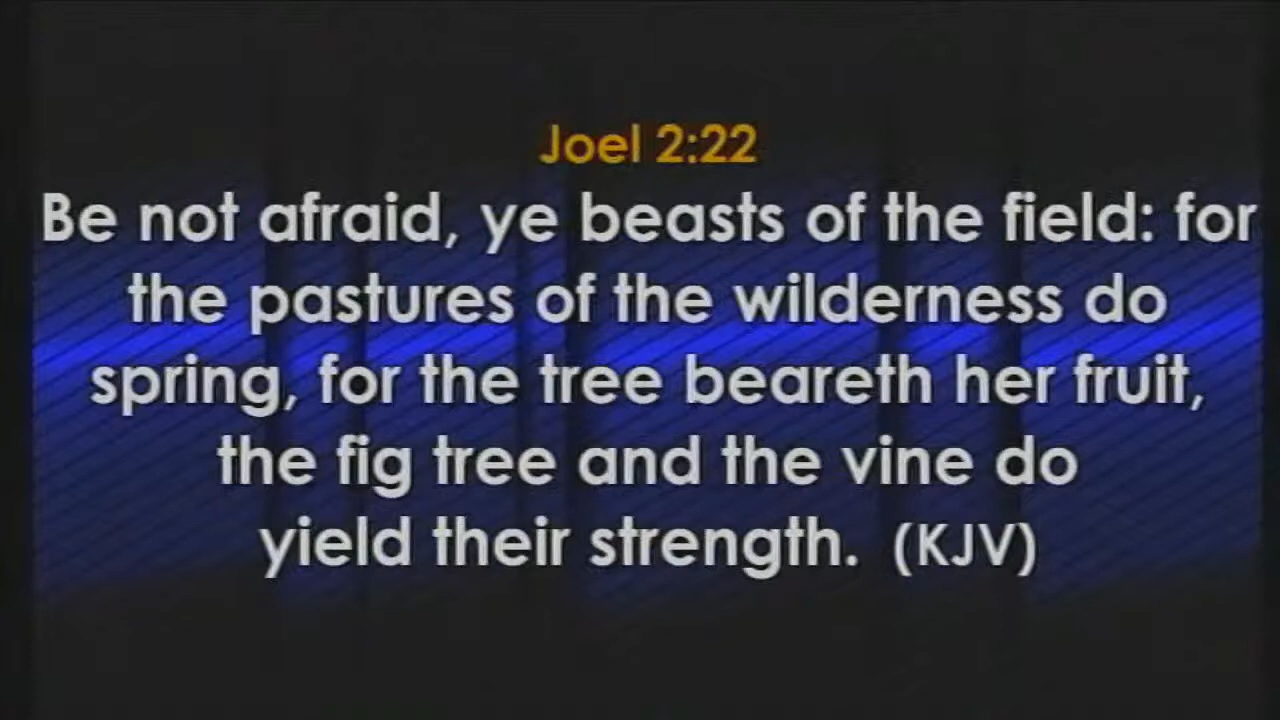 Joel 2:22
Be not afraid, ye beasts of the field: for
the pastures of the wilderness do
spring, for the tree beareth her fruit,
the fig tree and the vine do
yield their strength. (KJV)